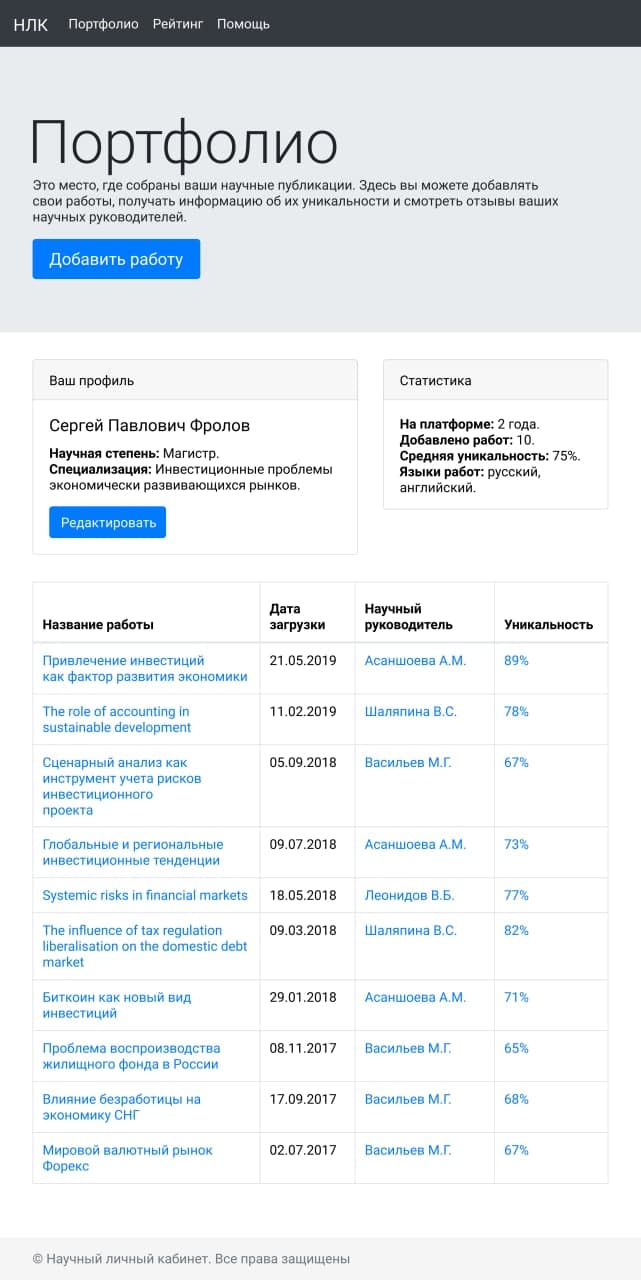 НЛК Портфолио Рейтинг Помощь
Портфолио
Это место, где собраны ваши научные публикации. Здесь вы можете добавлять
свои работы, получать информацию об их уникальности и смотреть отзывы ваших
научных руководителей.
Добавить работу
Ваш профиль
Сергей Павлович Фролов
Научная степень: Магистр.
Специализация: Инвестиционные проблемы
экономически развивающихся рынков.
Редактировать
Статистика
На платформе: 2 года.
Добавлено работ: 10.
Средняя уникальность: 75%.
Языки работ: русский,
английский.
Название работы
Дата
загрузки
Научный
руководитель
Уникальность
Привлечение инвестиций
как фактор развития экономики
21.05.2019
Асаншоева А.М.
89%
The role of accounting in
sustainable development
11.02.2019
Шаляпина В.С.
78%
Сценарный анализ как
инструмент учета рисков
инвестиционного
проекта
05.09.2018
Васильев М.Г.
67%
Глобальные и региональные
инвестиционные тенденции
09.07.2018
Асаншоева А.М.
73%
Systemic risks in financial markets
18.05.2018
Леонидов В.Б.
77%
The influence of tax regulation
liberalisation on the domestic debt
market
09.03.2018
Шаляпина В.С.
82%
Биткоин как новый вид
инвестиций
29.01.2018
Асаншоева А.М.
71%
Проблема воспроизводства
жилищного фонда в России
08.11.2017
Васильев М.Г.
65%
Влияние безработицы на
экономику СНГ
17.09.2017
Васильев М.Г.
68%
Мировой валютный рынок
Форекс
02.07.2017
Васильев М.Г.
67%
© Научный личный кабинет. Все права защищены